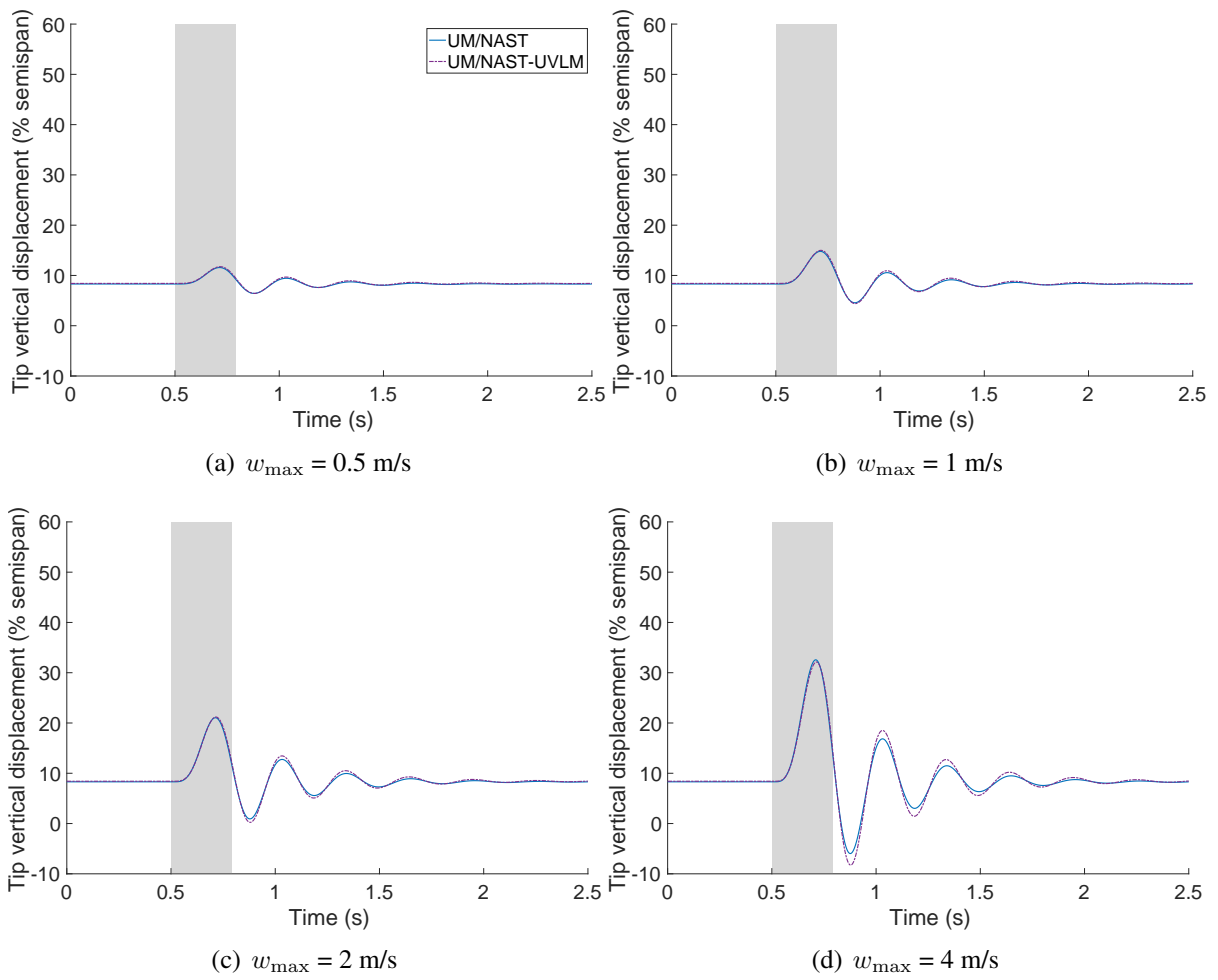 60
50
40
30
20
10
0
-10
Tip vertical displacement (% semispan)
UM/NAST
UM/NAST-UVLM
0 0.5 1 1.5 2 2.5
Time (s)
(a) w_max = 0.5 m/s
60
50
40
30
20
10
0
-10
Tip vertical displacement (% semispan)
0 0.5 1 1.5 2 2.5
Time (s)
(b) w_max = 1 m/s
60
50
40
30
20
10
0
-10
Tip vertical displacement (% semispan)
0 0.5 1 1.5 2 2.5
Time (s)
(c) w_max = 2 m/s
60
50
40
30
20
10
0
-10
Tip vertical displacement (% semispan)
0 0.5 1 1.5 2 2.5
Time (s)
(d) w_max = 4 m/s